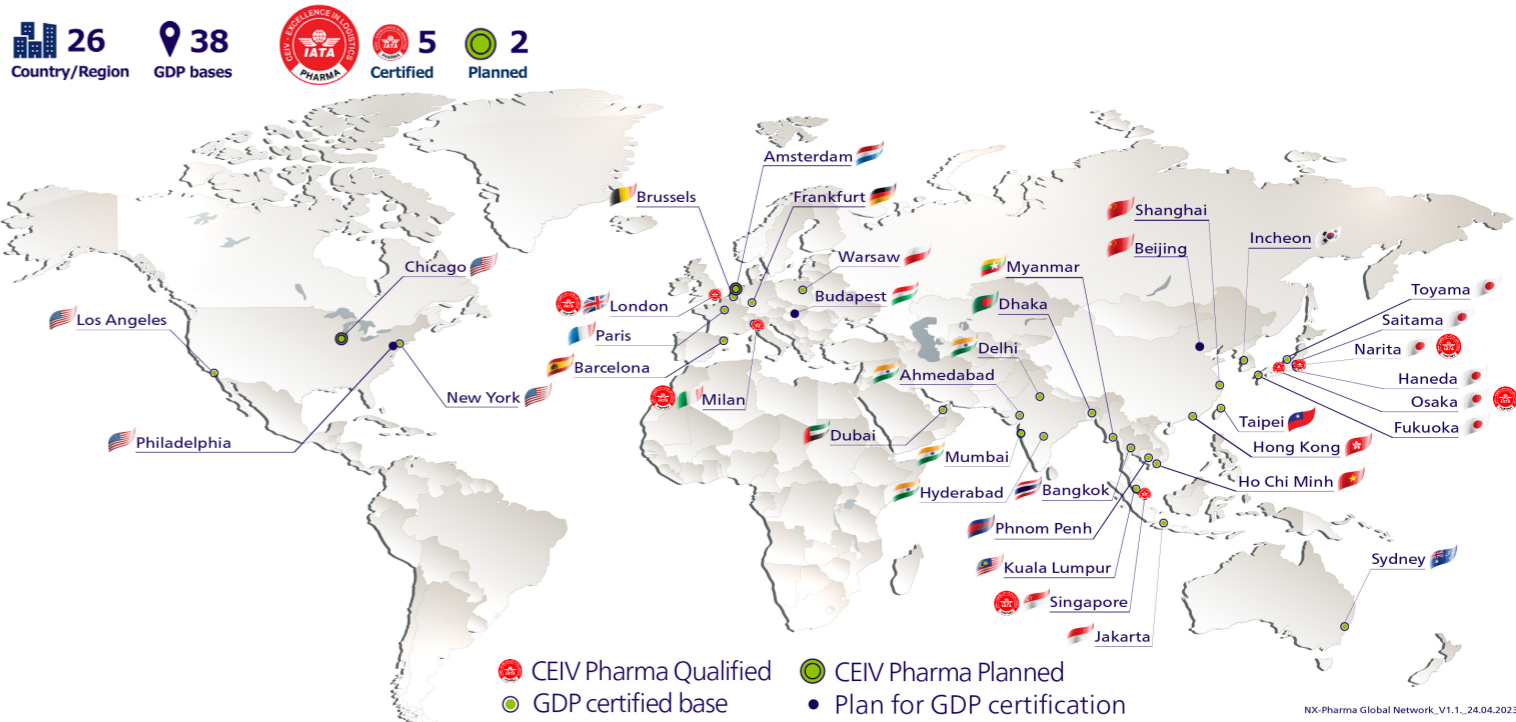 26
Country/Region
38
GDP bases
CEIV - EXCELLENCE IN LOGISTICS
IATA
PHARMA
IATA
5
Certified
2
Planned
Amsterdam
Brussels
Frankfurt
Shanghai
Incheon
Beijing
Warsaw
Myanmar
Chicago
Budapest
Toyama
London
Dhaka
Los Angeles
Saitama
Paris
Delhi
Narita
Barcelona
Ahmedabad
Haneda
New York
Milan
Osaka
Taipei
Fukuoka
Philadelphia
Dubai
Hong Kong
Mumbai
Ho Chi Minh
Hyderabad
Bangkok
Phnom Penh
Sydney
Kuala Lumpur
Singapore
Jakarta
CEIV Pharma Qualified
CEIV Pharma Planned
GDP certified base
Plan for GDP certification
NX-Pharma Global Network_V1.1._24.04.2023